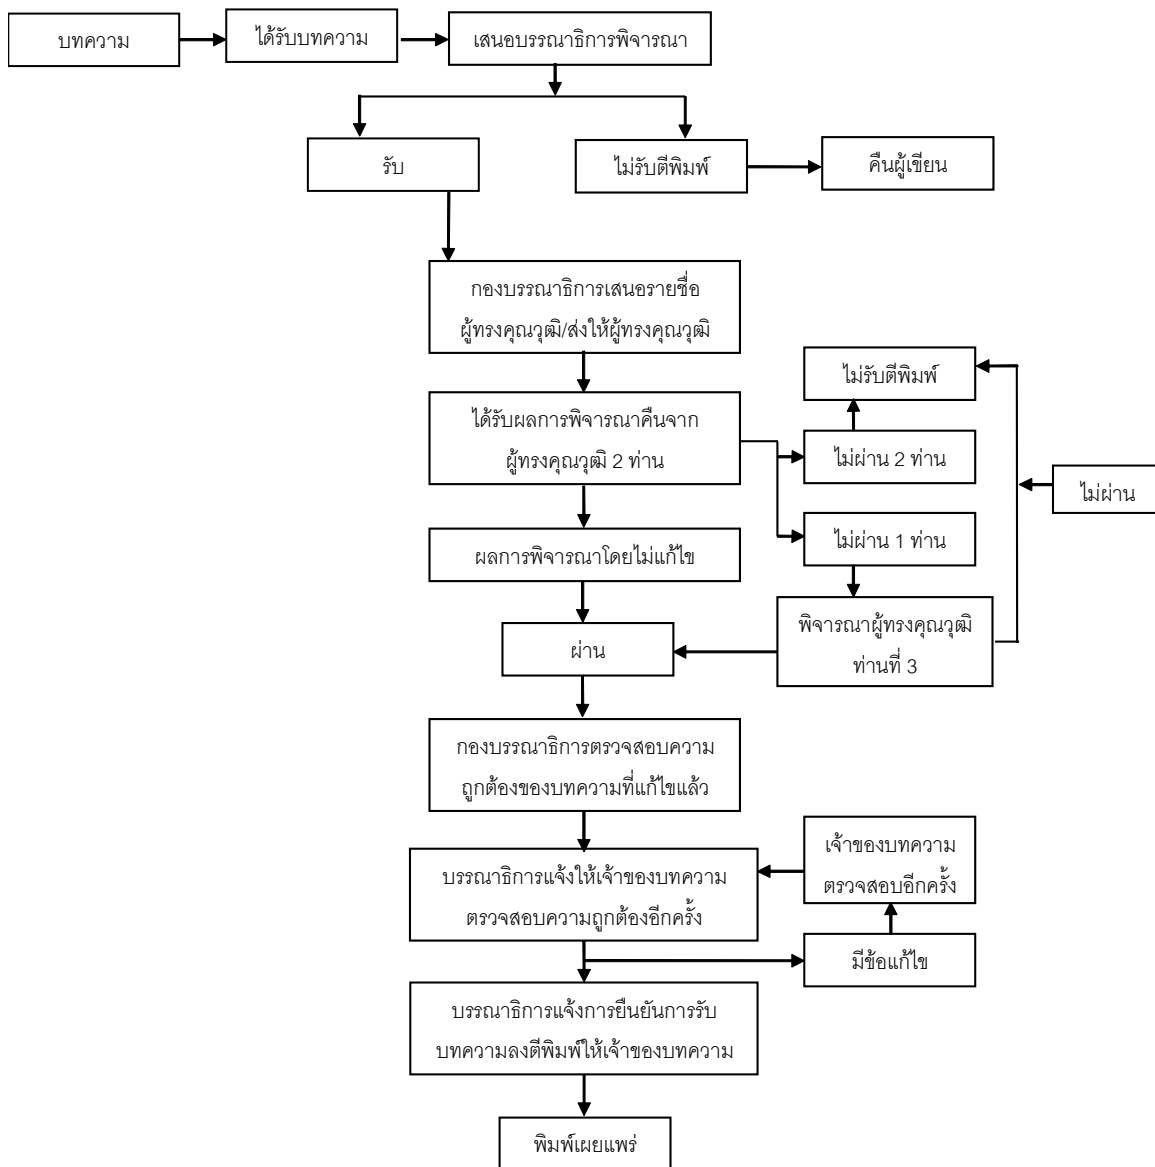 บทความ
ได้รับบทความ
เสนอบรรณาธิการพิจารณา
รับ
ไม่รับตีพิมพ์
คืนผู้เขียน
กองบรรณาธิการเสนอรายชื่อ
ผู้ทรงคุณวุฒิ/ส่งให้ผู้ทรงคุณวุฒิ
ไม่รับตีพิมพ์
ได้รับผลการพิจารณาคืนจาก
ผู้ทรงคุณวุฒิ 2 ท่าน
ไม่ผ่าน 2 ท่าน
ไม่ผ่าน
ไม่ผ่าน 1 ท่าน
ผลการพิจารณาโดยไม่แก้ไข
พิจารณาผู้ทรงคุณวุฒิ
ท่านที่ 3
ผ่าน
กองบรรณาธิการตรวจสอบความ
ถูกต้องของบทความที่แก้ไขแล้ว
เจ้าของบทความ
ตรวจสอบอีกครั้ง
บรรณาธิการแจ้งให้เจ้าของบทความ
ตรวจสอบความถูกต้องอีกครั้ง
มีข้อแก้ไข
บรรณาธิการแจ้งการยืนยันการรับ
บทความลงตีพิมพ์ให้เจ้าของบทความ
พิมพ์เผยแพร่